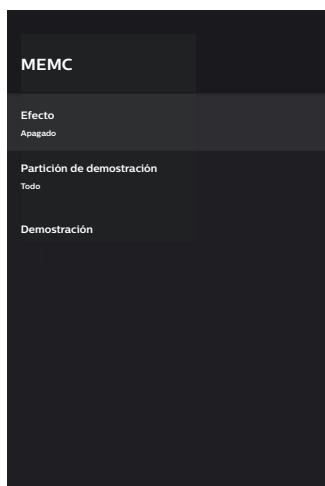 MEMC
Efecto
Apagado
Partición de demostración
Todo
Demostración